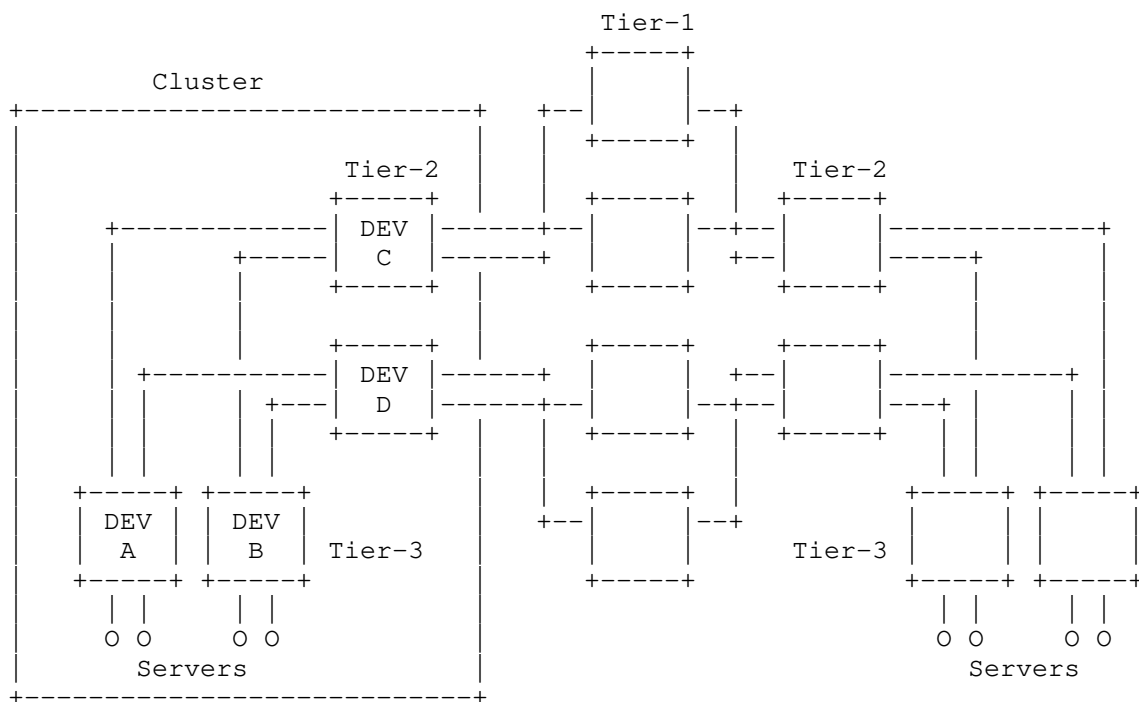 Tier-1
Cluster
Tier-2 Tier-2
DEV
C
DEV
D
DEV DEV
A B Tier-3 Tier-3
O O O O O O O O
Servers Servers